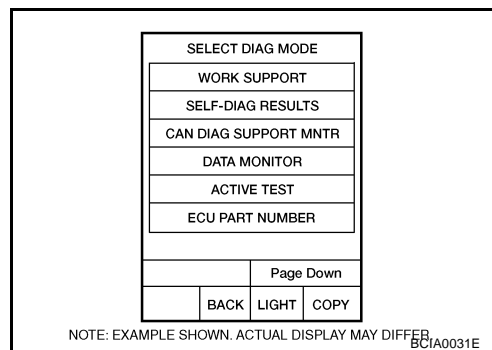 SELECT DIAG MODE
WORK SUPPORT
SELF-DIAG RESULTS
CAN DIAG SUPPORT MNTR
DATA MONITOR
ACTIVE TEST
ECU PART NUMBER
Page Down
BACK LIGHT COPY
NOTE: EXAMPLE SHOWN. ACTUAL DISPLAY MAY DIFFER.
BCIA0031E